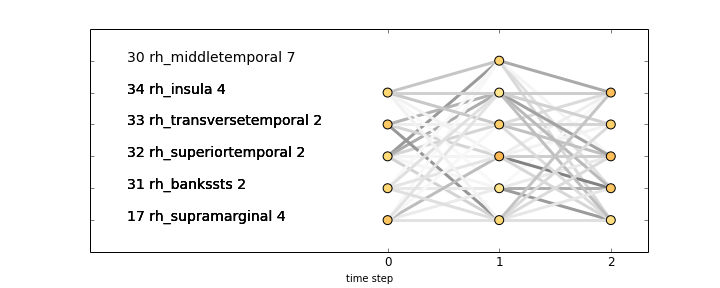 30 rh_middletemporal 7
34 rh_insula 4
33 rh_transversetemporal 2
32 rh_superiortemporal 2
31 rh_bankssts 2
17 rh_supramarginal 4
0 1 2
time step